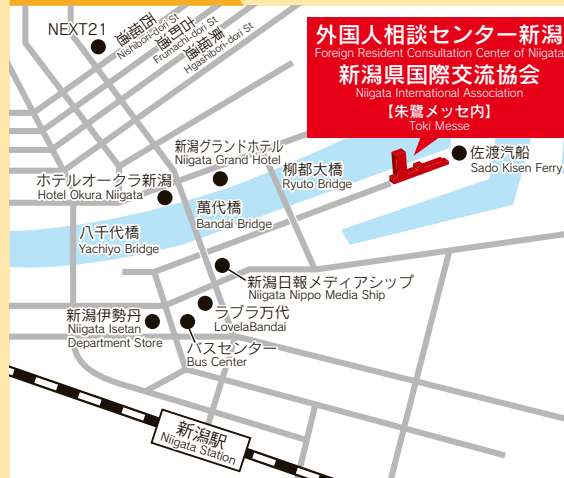 NEXT21
西堀通
Nishibori-dori St
古町通
Frumachi-dori St
東堀通
Hgashibori-dori St
外国人相談センター新潟
Foreign Resident Consultation Center of Niigata
新潟県国際交流協会
Niigata International Association
【朱鷺メッセ内】
Toki Messe
新潟グランドホテル
Niigata Grand Hotel
柳都大橋
Ryuto Bridge
佐渡汽船
Sado Kisen Ferry
ホテルオークラ新潟
Hotel Okura Niigata
萬代橋
Bandai Bridge
八千代橋
Yachiyo Bridge
新潟日報メディアシップ
Niigata Nippo Media Ship
ラブラ万代
LovelaBandai
新潟伊勢丹
Niigata Isetan
Department Store
バスセンター
Bus Center
新潟駅
Niigata Station